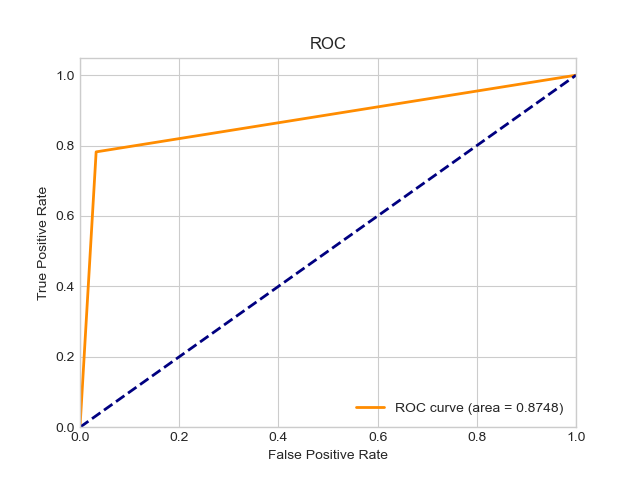 ROC
1.0
0.8
0.6
0.4
0.2
0.0
True Positive Rate
ROC curve (area = 0.8748)
0.0 0.2 0.4 0.6 0.8 1.0
False Positive Rate